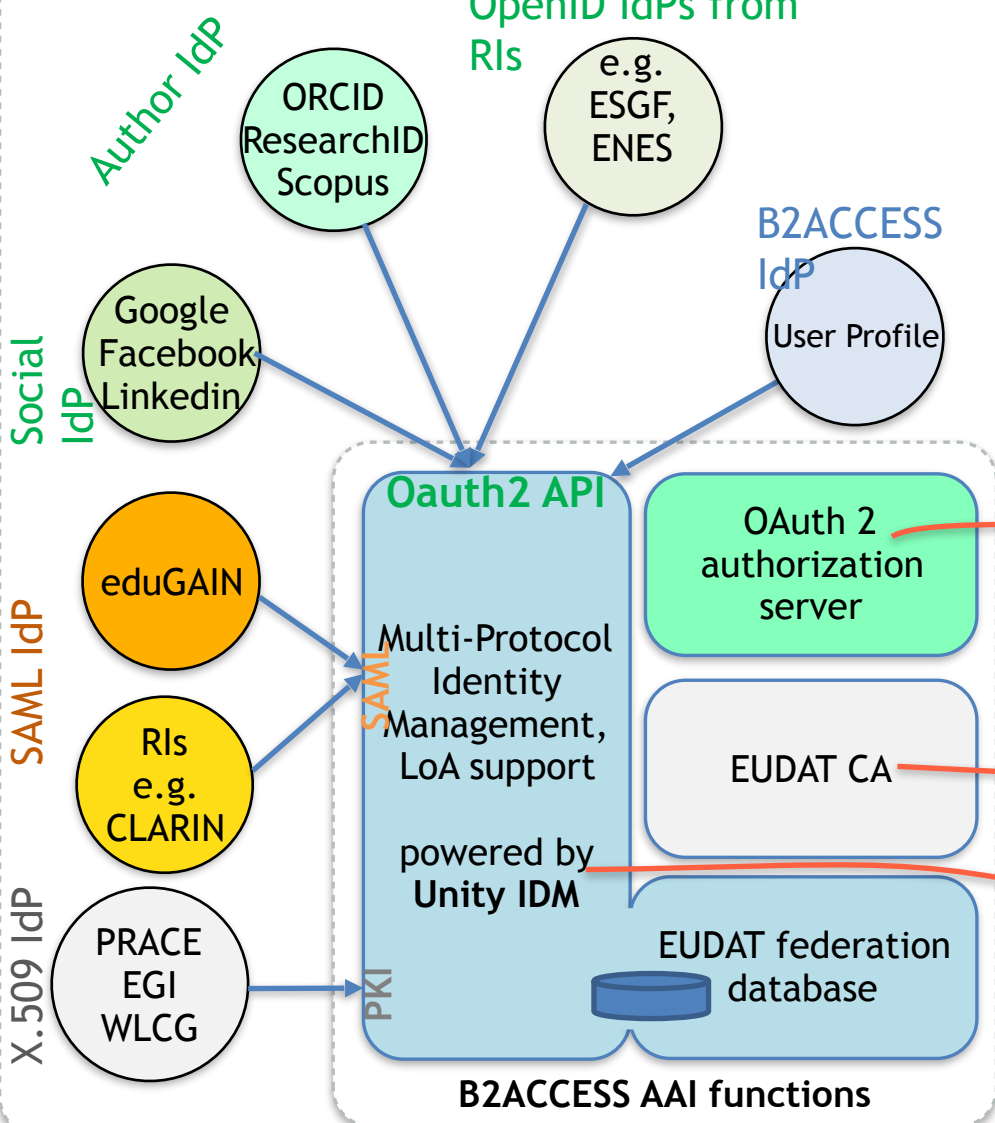 OpenID IdPs from
RIs
Author IdP
ORCID
ResearchID
Scopus
e.g.
ESGF,
ENES
B2ACCESS
IdP
User Profile
Social
IdP
Google
Facebook
Linkedin
Oauth2 API
OAuth 2
authorization
server
SAML IdP
eduGAIN
SAML
Multi-Protocol
Identity
Management,
LoA support
RIs
e.g.
CLARIN
EUDAT CA
powered by
Unity IDM
X.509 IdP
PRACE
EGI
WLCG
PKI
EUDAT federation
database
B2ACCESS AAI functions